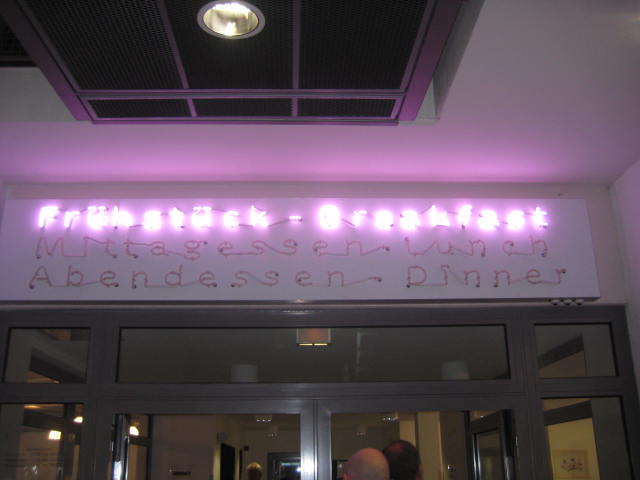 Frühstück - Breakfast
Mittagessen Lunch
Abendessen Dinner